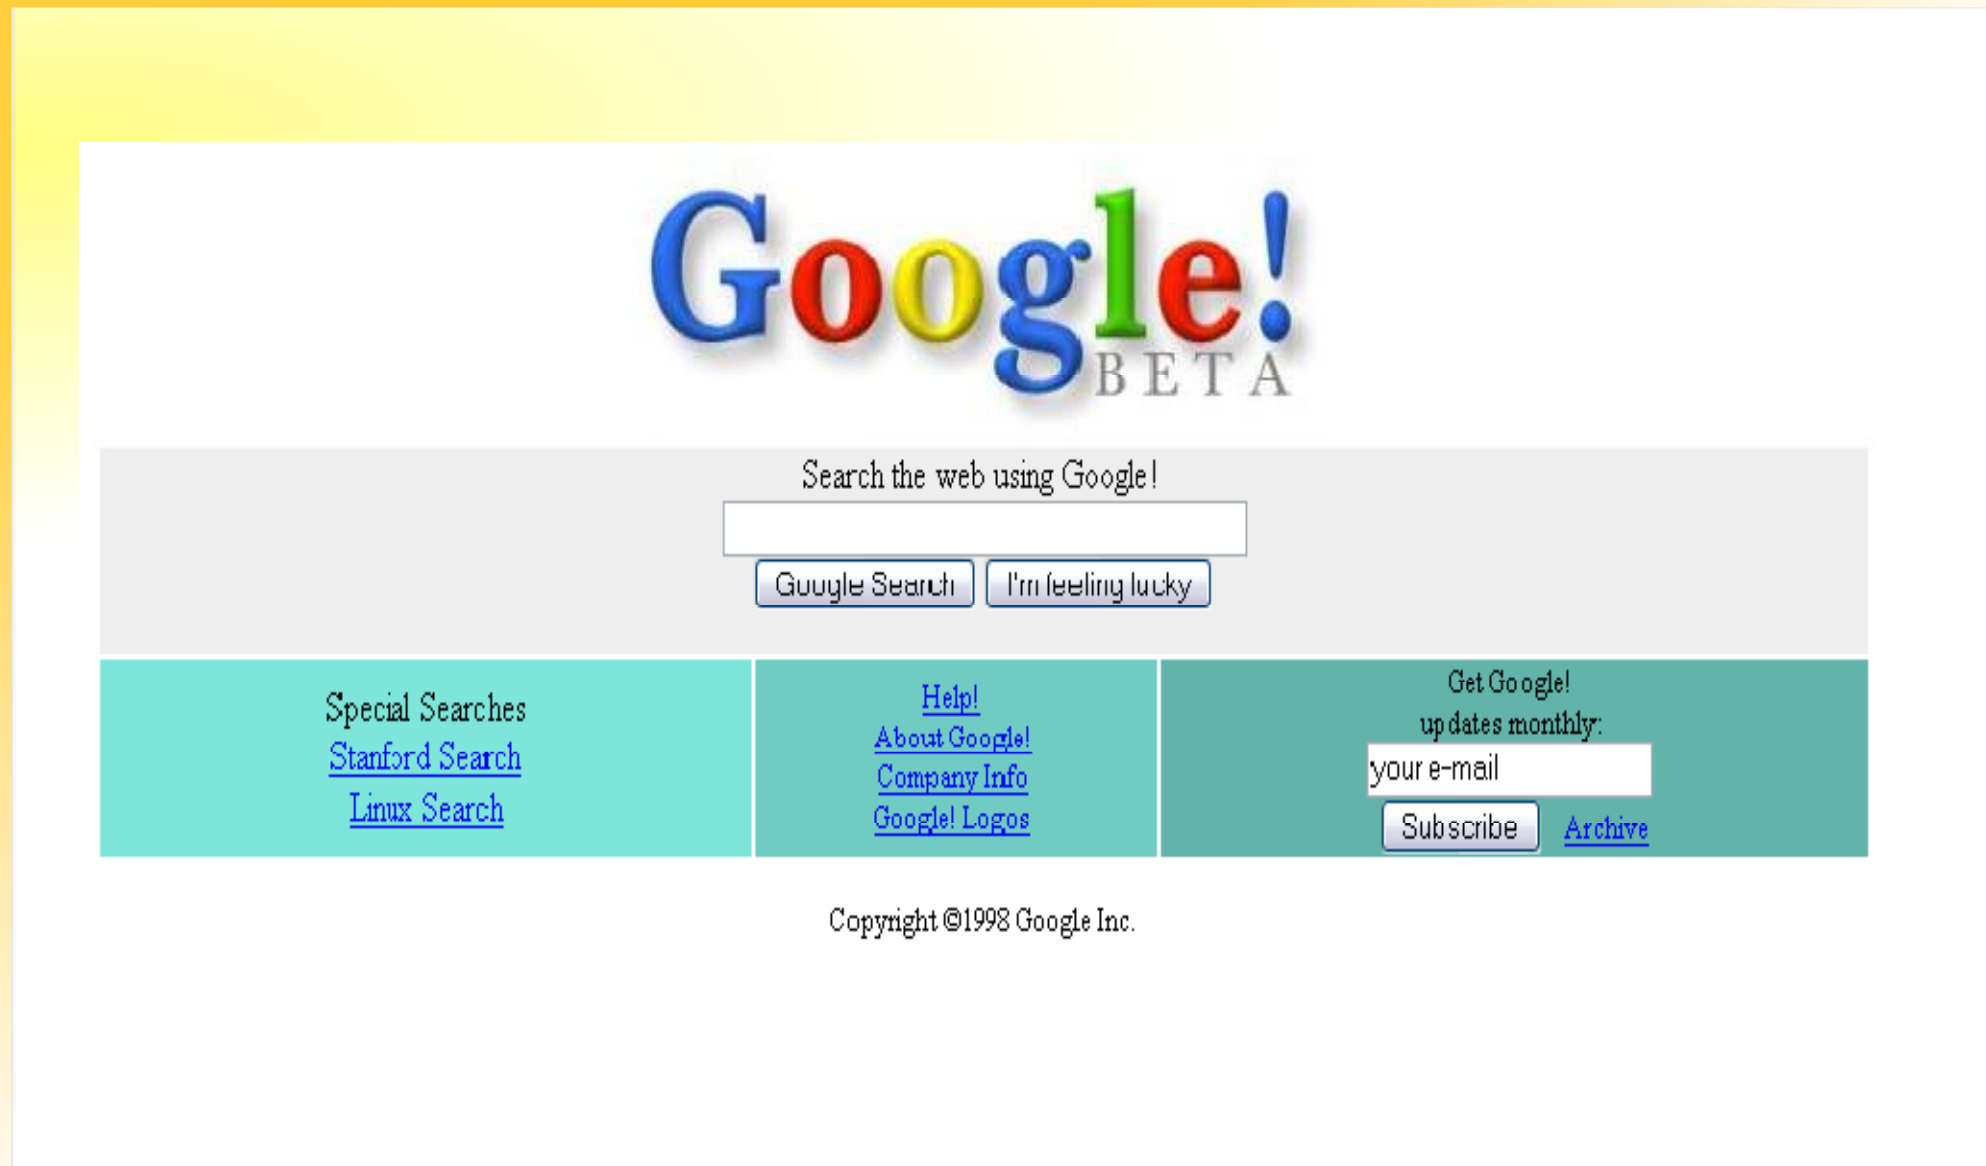 Google!
BETA
Search the web using Google!
Google Search I'm feeling lucky
Special Searches
Stanford Search
Linux Search
Help!
About Google!
Company Info
Google! Logos
Get Google!
updates monthly:
your e-mail
Subscribe Archive
Copyright ©1998 Google Inc.